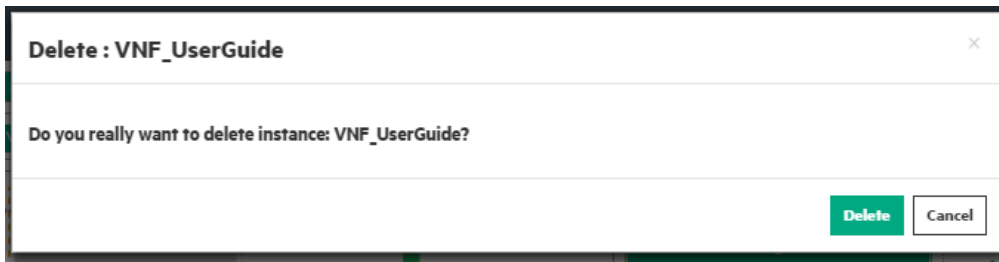 Delete : VNF_UserGuide
×
Do you really want to delete instance: VNF_UserGuide?
Delete Cancel